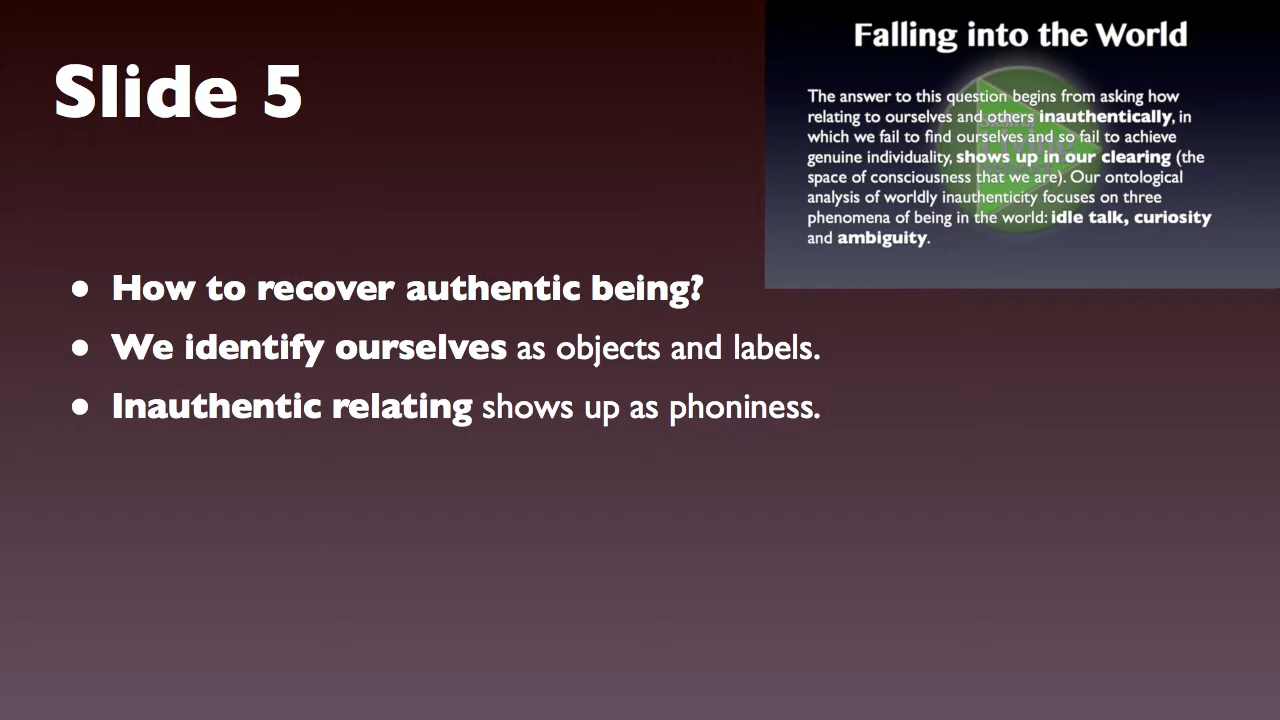 Slide 5
Falling into the World
The answer to this question begins from asking how
relating to ourselves and others inauthentically, in
which we fail to find ourselves and so fail to achieve
genuine individuality, shows up in our clearing (the
space of consciousness that we are). Our ontological
analysis of worldly inauthenticity focuses on three
phenomena of being in the world: idle talk, curiosity
and ambiguity.
• How to recover authentic being?
• We identify ourselves as objects and labels.
• Inauthentic relating shows up as phoniness.